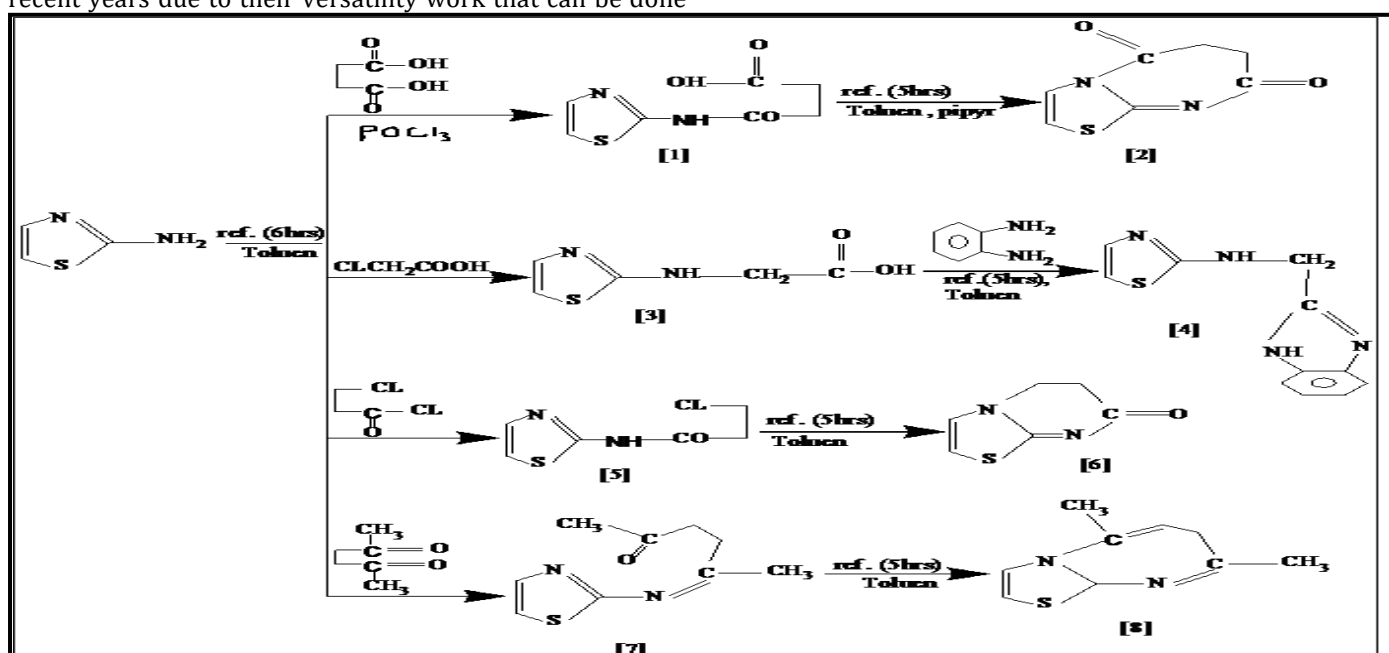 recent years due to their versatility work that can be done
O
C
OH
C
OH
O
POCl3
N
S
NH
CO
OH
C
O
[1]
ref. (5hrs)
Toluen , pipyr
O
C
N
S
N
C
O
[2]
N
S
NH2
ref. (6hrs)
Toluen
CLCH2COOH
N
S
NH
CH2
C
O
OH
[3]
NH2
NH2
ref.(5hrs),
Toluen
N
S
NH
CH2
C
NH
N
[4]
CL
C
CL
O
N
S
NH
CO
CL
[5]
ref. (5hrs)
Toluen
N
S
N
C
O
[6]
CH3
C
O
C
O
CH3
N
S
N
C
CH3
CH3
C
O
[7]
ref. (5hrs)
Toluen
CH3
C
N
S
N
C
CH3
[8]